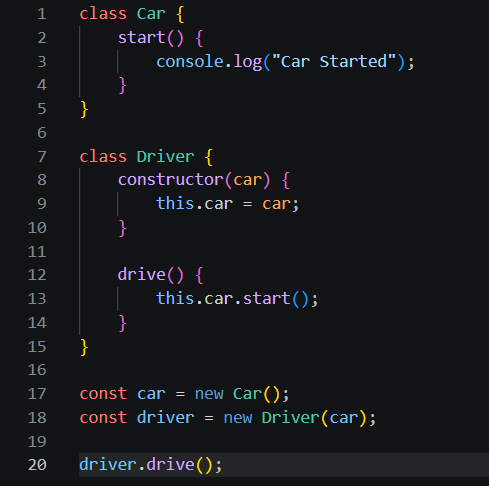 1 class Car {
2     start() {
3         console.log("Car Started");
4     }
5 }
6
7 class Driver {
8     constructor(car) {
9         this.car = car;
10     }
11
12     drive() {
13         this.car.start();
14     }
15 }
16
17 const car = new Car();
18 const driver = new Driver(car);
19
20 driver.drive();